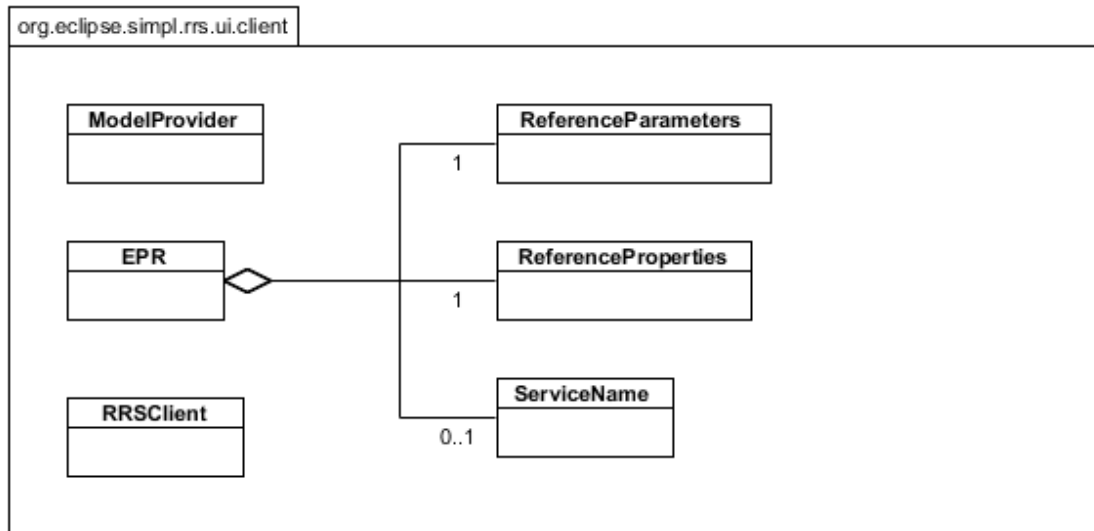 org.eclipse.simpl.rrs.ui.client
ModelProvider
ReferenceParameters
1
EPR
ReferenceProperties
1
ServiceName
RRSClient
0..1